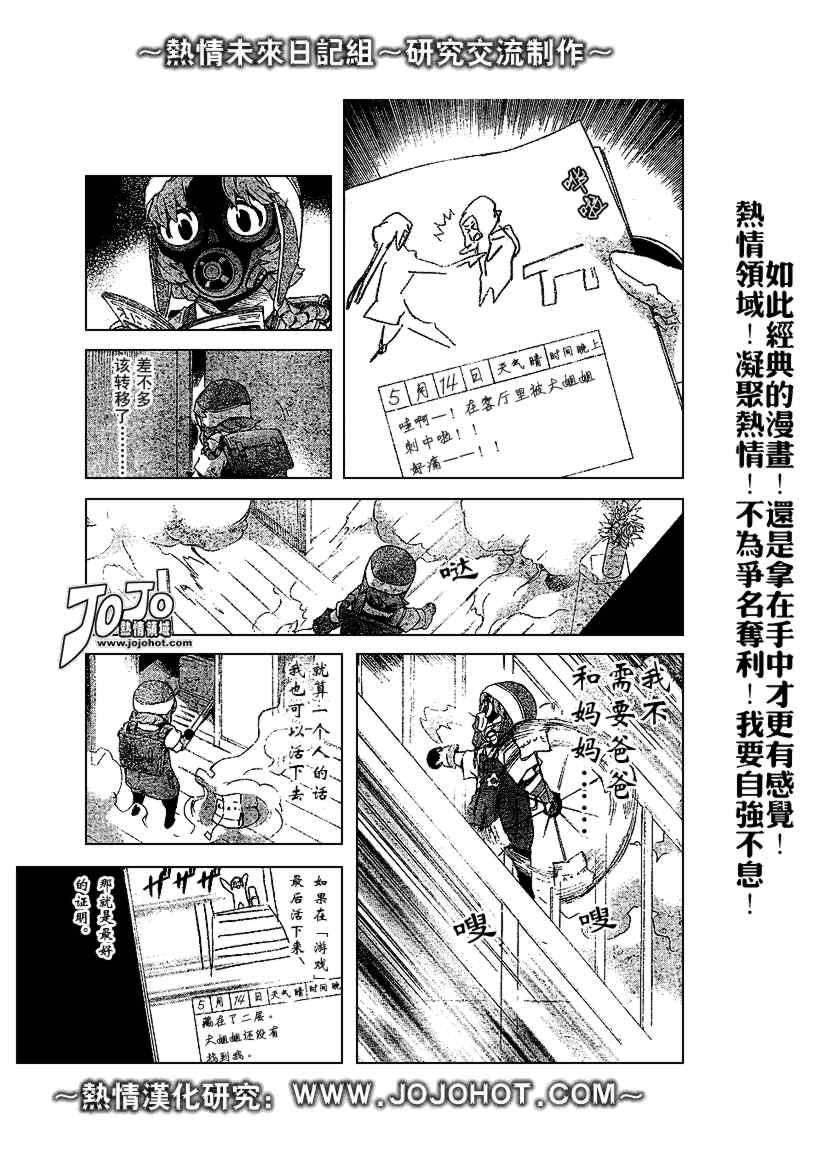 ～熱情未來日記組～研究交流制作～
咔
啦
5月14日 天气晴 时间晚上
哇啊—！在客厅里被大姐姐
刺中啦！！
好痛——！！
差不多
该转移了……
哒
JOJO!
熱情領域
www.jojohot.com
我不
需要爸爸
和妈妈……
嗖
嗖
就算一个人的话
我也可以活下去
如果在「游戏」
最后活下来、
ザザ
ザザ
5月14日 天气晴 时间晚
藏在了二层。
大姐姐还没有
找到我。
那就是最好
的证明。
如此經典的漫畫！還是拿在手中才更有感覺！
熱情領域！凝聚熱情！不為爭名奪利！我要自強不息！
～熱情漢化研究：WWW.JOJOHOT.COM～